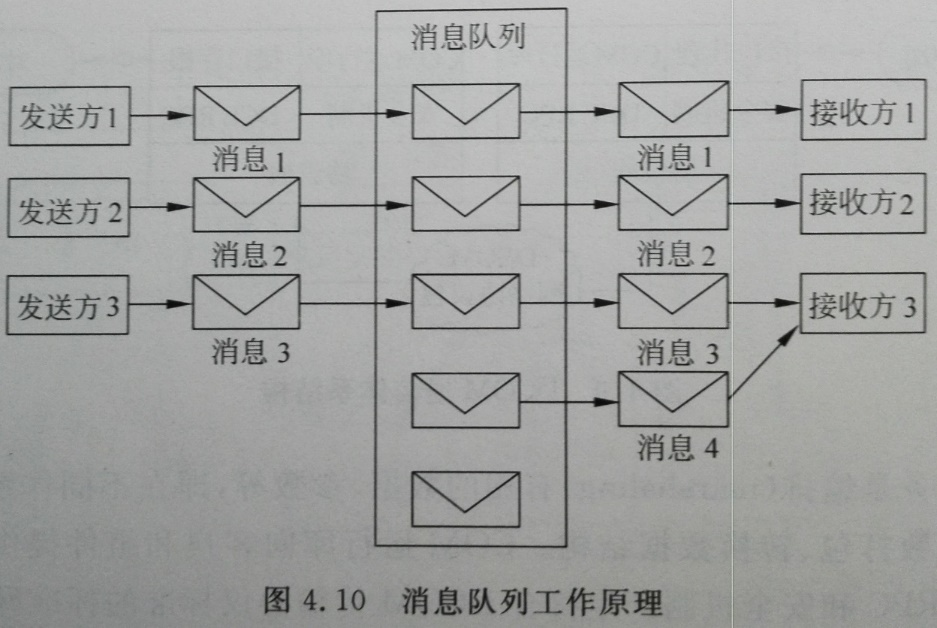 消息队列
发送方1
接收方1
消息1
消息1
发送方2
接收方2
消息2
消息2
发送方3
接收方3
消息3
消息3
消息4
图 4.10 消息队列工作原理